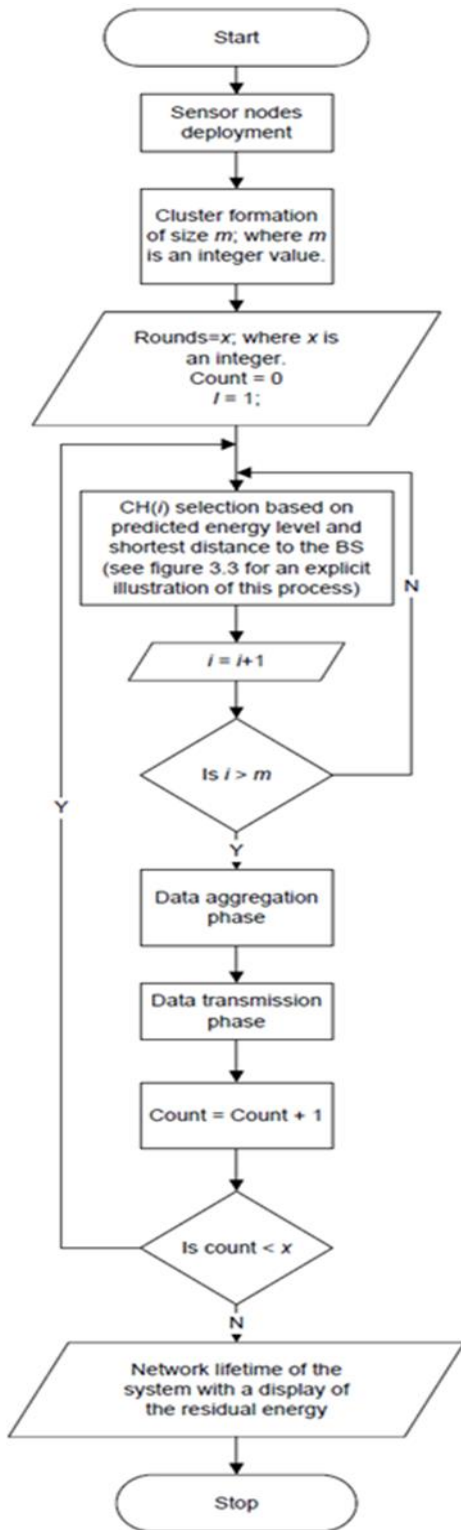 Start
Sensor nodes
deployment
Cluster formation
of size m; where m
is an integer value.
Rounds=x; where x is
an integer.
Count = 0
I = 1;
CH(i) selection based on
predicted energy level and
shortest distance to the BS
(see figure 3.3 for an explicit
illustration of this process)
N
i = i+1
Is i > m
Y
Y
Data aggregation
phase
Data transmission
phase
Count = Count + 1
Is count < x
N
Network lifetime of the
system with a display of
the residual energy
Stop